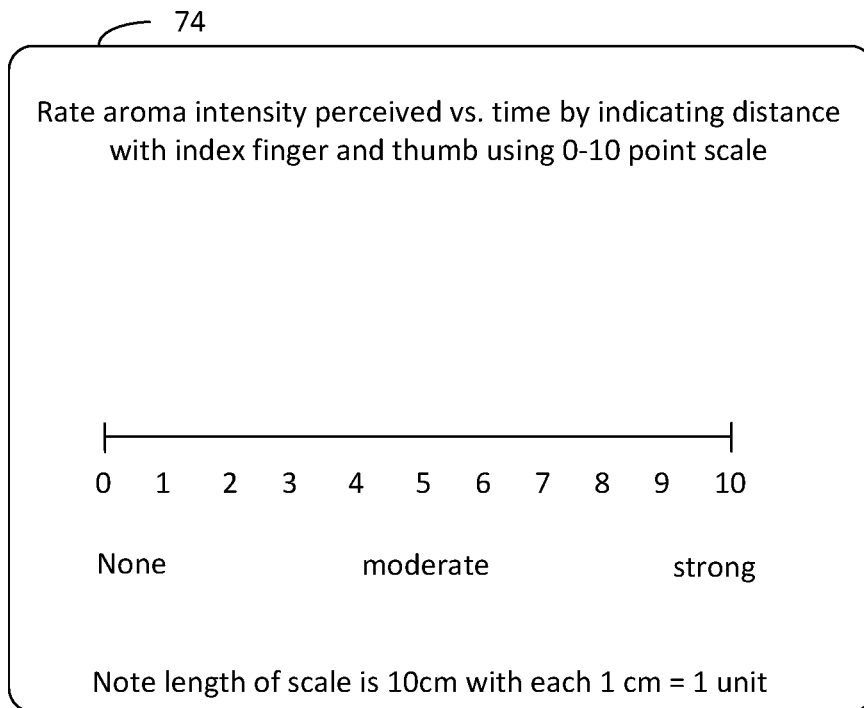 74
Rate aroma intensity perceived vs. time by indicating distance
with index finger and thumb using 0-10 point scale
0 1 2 3 4 5 6 7 8 9 10
None moderate strong
Note length of scale is 10cm with each 1 cm = 1 unit